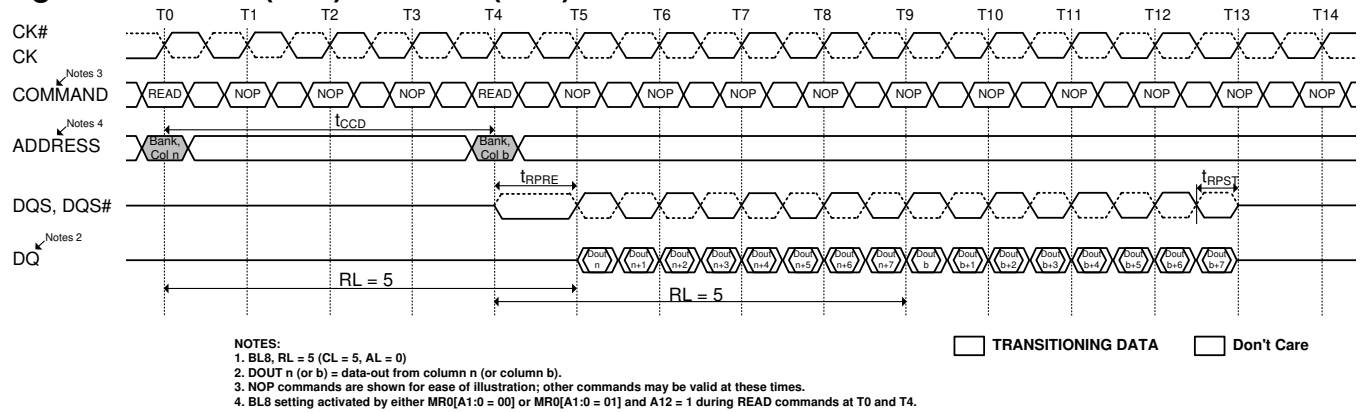 T0 T1 T2 T3 T4 T5 T6 T7 T8 T9 T10 T11 T12 T13 T14
CK#
CK
Notes 3
COMMAND READ NOP NOP NOP READ NOP NOP NOP NOP NOP NOP NOP NOP NOP NOP
tCCD
Notes 4
ADDRESS Bank, Col n Bank, Col b
tRPRE tRPST
DQS, DQS#
Notes 2
DQ Dout n Dout n+1 Dout n+2 Dout n+3 Dout n+4 Dout n+5 Dout n+6 Dout n+7 Dout b Dout b+1 Dout b+2 Dout b+3 Dout b+4 Dout b+5 Dout b+6 Dout b+7
RL = 5 RL = 5
NOTES:
1. BL8, RL = 5 (CL = 5, AL = 0)
2. DOUT n (or b) = data-out from column n (or column b).
3. NOP commands are shown for ease of illustration; other commands may be valid at these times.
4. BL8 setting activated by either MR0[A1:0 = 00] or MR0[A1:0 = 01] and A12 = 1 during READ commands at T0 and T4.
TRANSITIONING DATA Don't Care